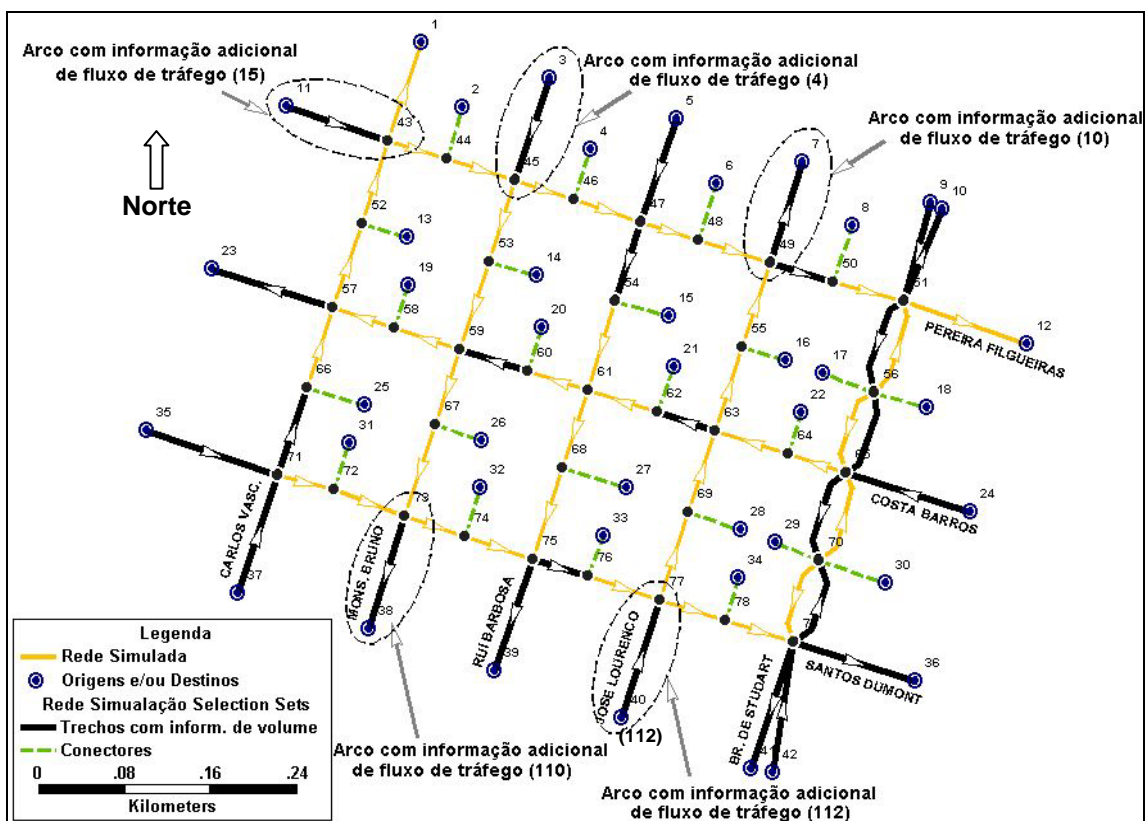 Arco com informação adicional
de fluxo de tráfego (15)
Arco com informação adicional
de fluxo de tráfego (4)
Arco com informação adicional
de fluxo de tráfego (10)
Norte
1
2
3
4
5
6
7
8
9
10
11
43
44
45
46
47
48
49
50
51
12
PEREIRA FILGUEIRAS
52
13
53
14
54
15
55
16
17
56
18
23
57
19
58
59
20
60
61
21
62
63
22
64
65
24
COSTA BARROS
66
25
67
26
68
27
69
28
29
70
30
35
71
31
72
73
32
74
75
33
76
77
34
78
36
SANTOS DUMONT
CARLOS VASC.
37
MONS. BRUNO
38
RUI BARBOSA
39
JOSE LOURENCO
40
(112)
BR. DE STUDART
41
42
Arco com informação adicional
de fluxo de tráfego (110)
Arco com informação adicional
de fluxo de tráfego (112)
Legenda
Rede Simulada
Origens e/ou Destinos
Rede Simualação Selection Sets
Trechos com inform. de volume
Conectores
0 .08 .16 .24
Kilometers